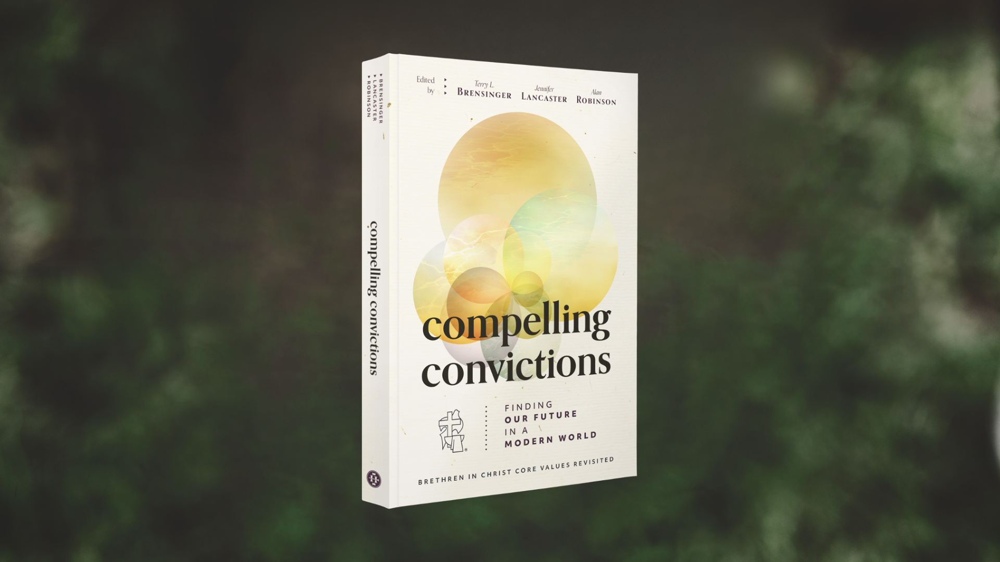 BRENSINGER
LANCASTER
ROBINSON
compelling convictions
Edited
by
Terry L.
BRENSINGER
Jennifer
LANCASTER
Alan
ROBINSON
compelling
convictions
FINDING
OUR FUTURE
IN A
MODERN WORLD
BRETHREN IN CHRIST CORE VALUES REVISITED